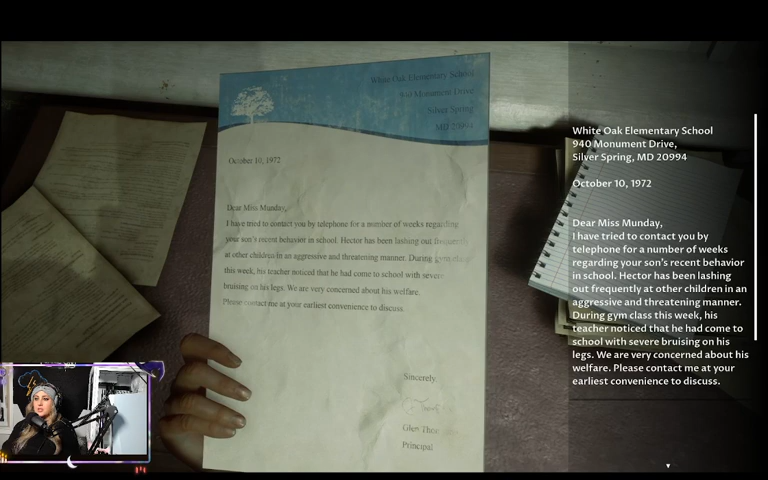 White Oak Elementary School
940 Monument Drive
Silver Spring
MD 20994
October 10, 1972
Dear Miss Munday,
I have tried to contact you by telephone for a number of weeks regarding
your son's recent behavior in school. Hector has been lashing out frequently
at other children in an aggressive and threatening manner. During gym class
this week, his teacher noticed that he had come to school with severe
bruising on his legs. We are very concerned about his welfare.
Please contact me at your earliest convenience to discuss.
Sincerely,
Glen
Principal
White Oak Elementary School
940 Monument Drive,
Silver Spring, MD 20994
October 10, 1972
Dear Miss Munday,
I have tried to contact you by
telephone for a number of weeks
regarding your son's recent behavior
in school. Hector has been lashing
out frequently at other children in an
aggressive and threatening manner.
During gym class this week, his
teacher noticed that he had come to
school with severe bruising on his
legs. We are very concerned about his
welfare. Please contact me at your
earliest convenience to discuss.